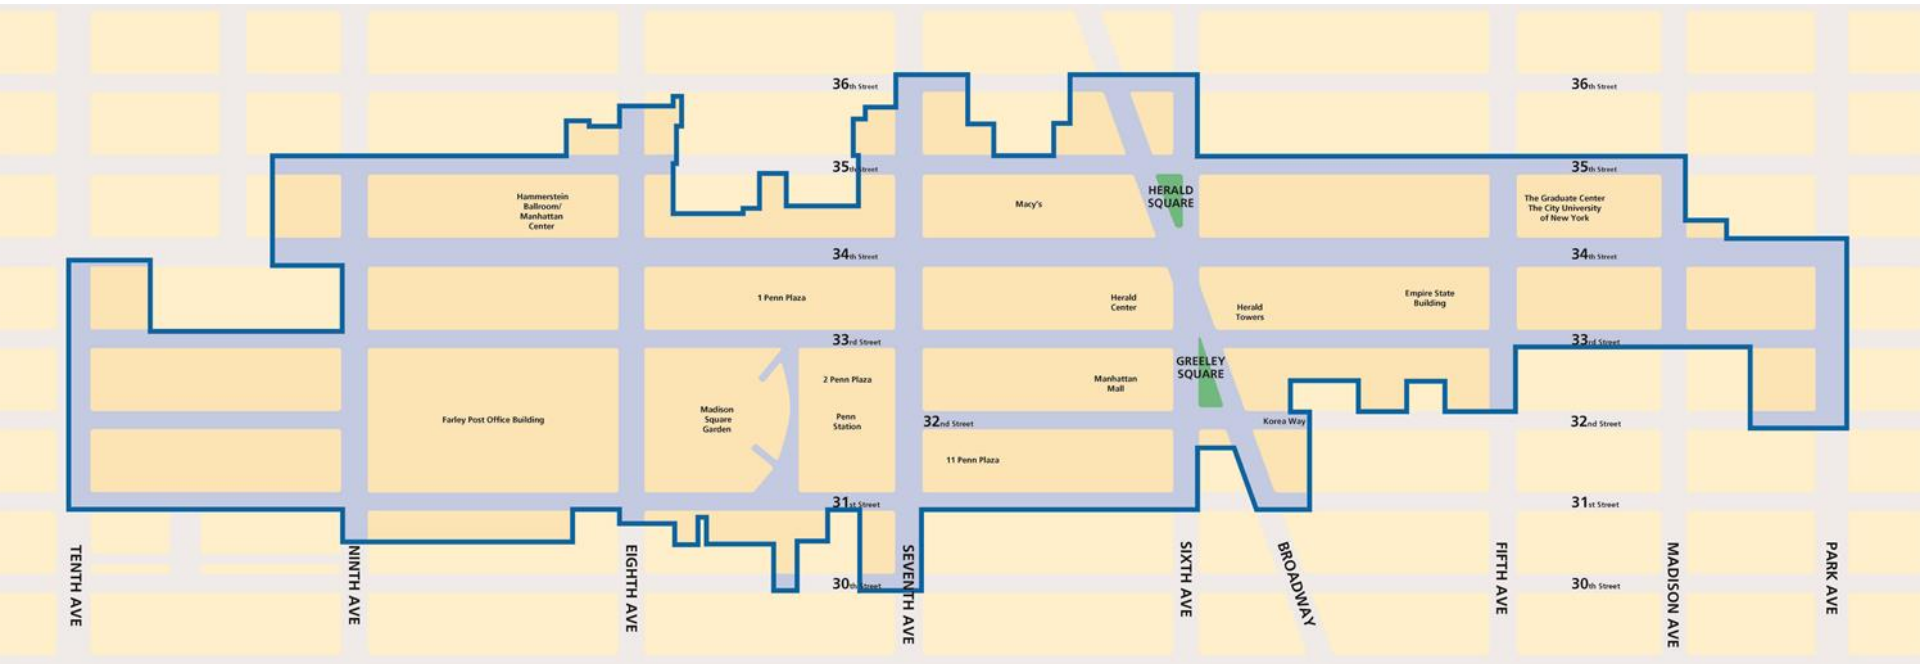 36th Street
36th Street
35th Street
35th Street
Hammerstein
Ballroom/
Manhattan
Center
Macy's
HERALD
SQUARE
The Graduate Center
The City University
of New York
34th Street
34th Street
1 Penn Plaza
Herald
Center
Herald
Towers
Empire State
Building
33rd Street
33rd Street
GREELEY
SQUARE
2 Penn Plaza
Manhattan
Mall
Farley Post Office Building
Madison
Square
Garden
Penn
Station
32nd Street
Korea Way
32nd Street
11 Penn Plaza
31st Street
31st Street
30th Street
30th Street
TENTH AVE
NINTH AVE
EIGHTH AVE
SEVENTH AVE
SIXTH AVE
BROADWAY
FIFTH AVE
MADISON AVE
PARK AVE